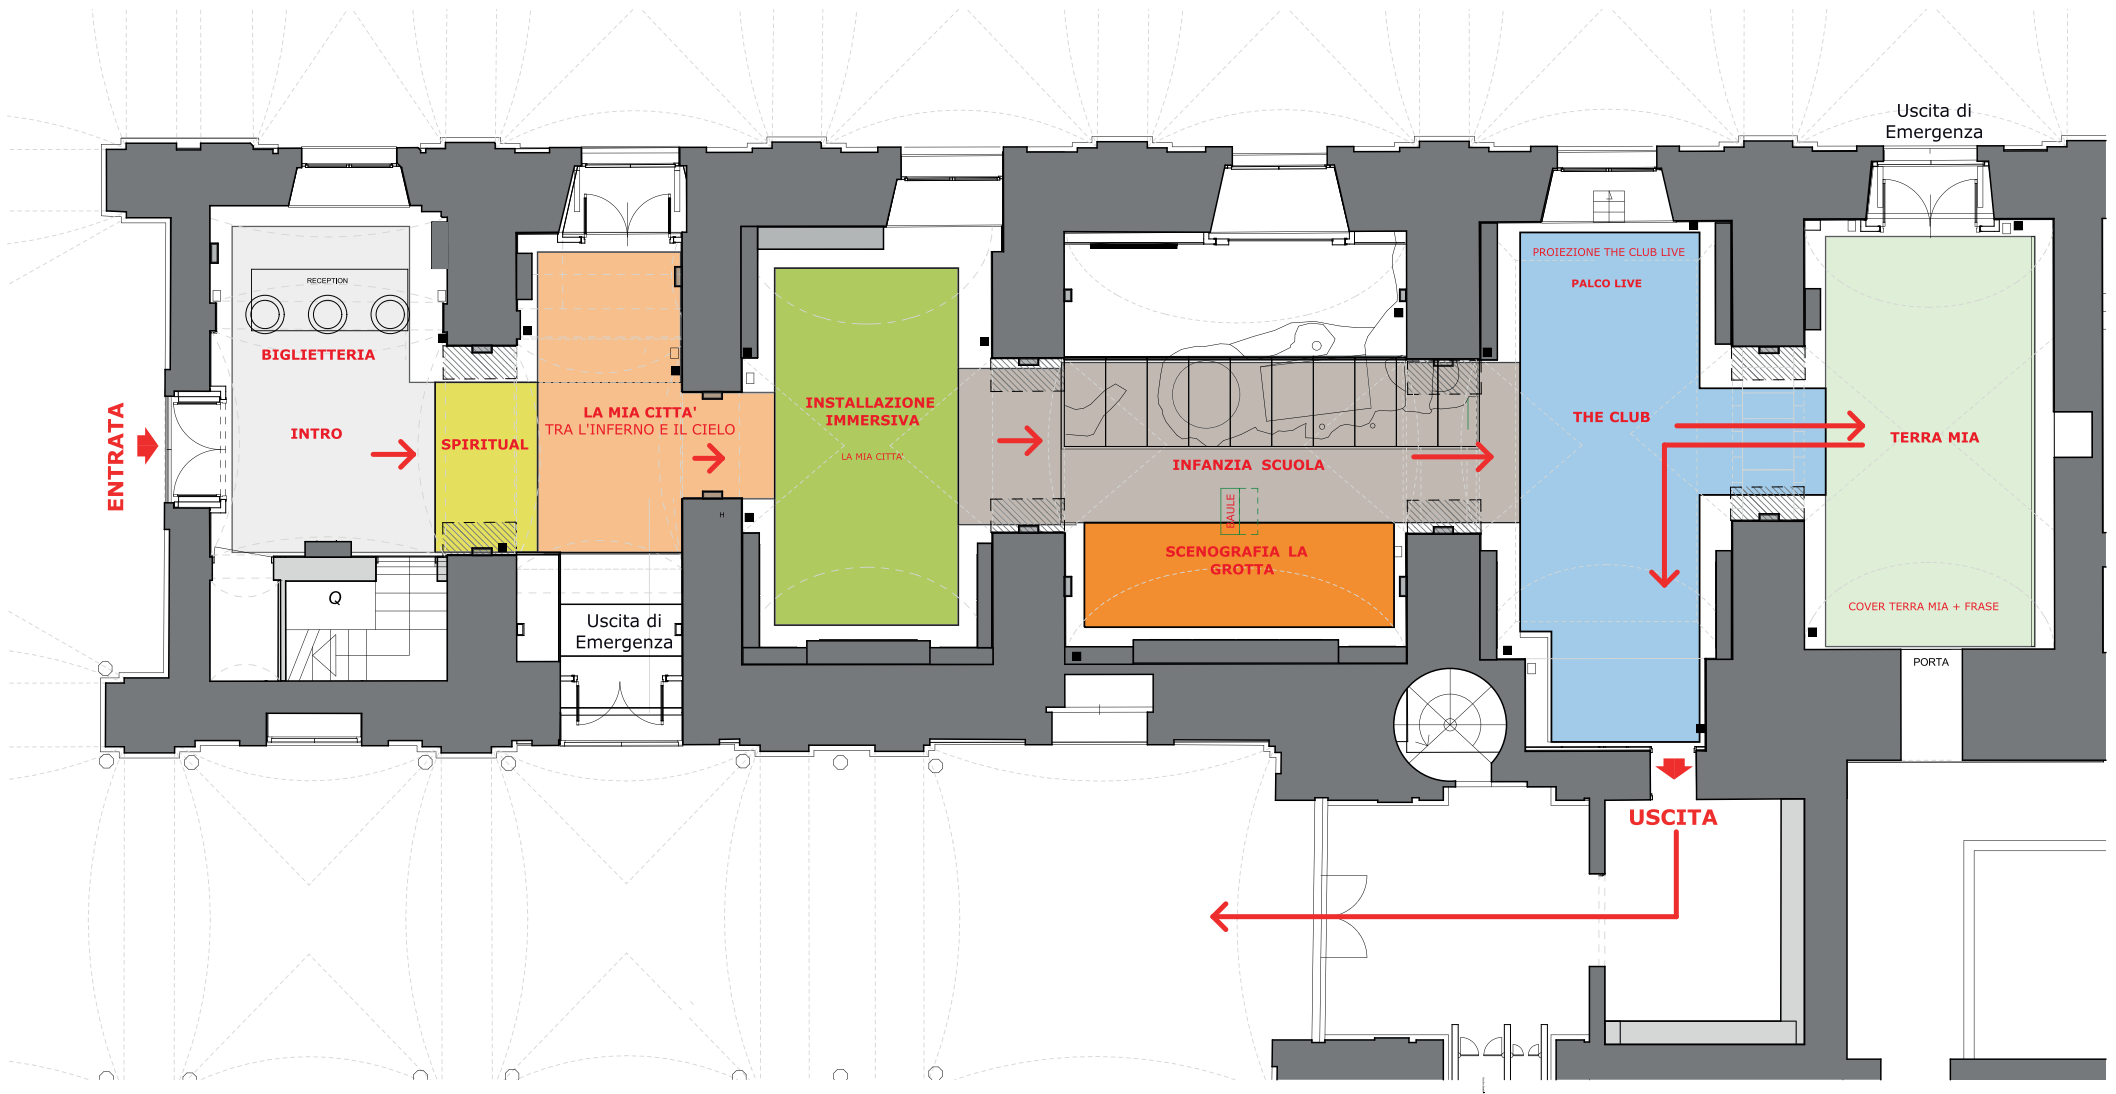 Uscita di
Emergenza
RECEPTION
BIGLIETTERIA
ENTRATA
INTRO
SPIRITUAL
LA MIA CITTA'
TRA L'INFERNO E IL CIELO
INSTALLAZIONE
IMMERSIVA
LA MIA CITTA'
INFANZIA SCUOLA
BAULE
SCENOGRAFIA LA
GROTTA
PROIEZIONE THE CLUB LIVE
PALCO LIVE
THE CLUB
TERRA MIA
COVER TERRA MIA + FRASE
PORTA
H
Q
Uscita di
Emergenza
USCITA